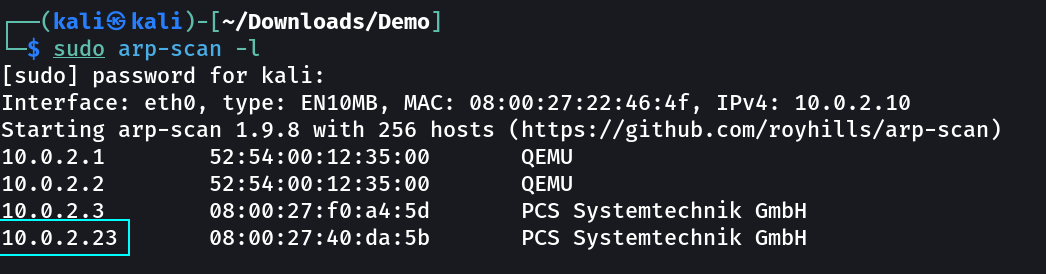 ┌──(kali㉿kali)-[~/Downloads/Demo]
└─$ sudo arp-scan -l
[sudo] password for kali:
Interface: eth0, type: EN10MB, MAC: 08:00:27:22:46:4f, IPv4: 10.0.2.10
Starting arp-scan 1.9.8 with 256 hosts (https://github.com/royhills/arp-scan)
10.0.2.1        52:54:00:12:35:00       QEMU
10.0.2.2        52:54:00:12:35:00       QEMU
10.0.2.3        08:00:27:f0:a4:5d       PCS Systemtechnik GmbH
10.0.2.23       08:00:27:40:da:5b       PCS Systemtechnik GmbH